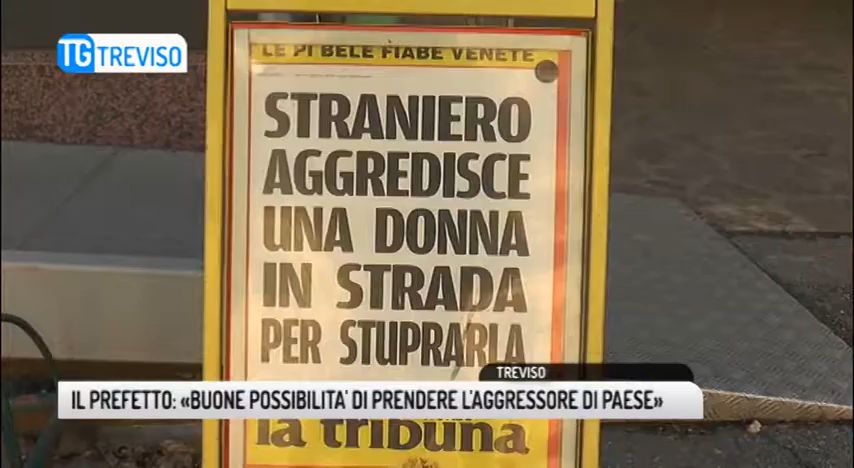 TG TREVISO
LE PI BELE FIABE VENETE
STRANIERO
AGGREDISCE
UNA DONNA
IN STRADA
PER STUPRARLA
TREVISO
IL PREFETTO: «BUONE POSSIBILITA' DI PRENDERE L'AGGRESSORE DI PAESE»
la tribuna